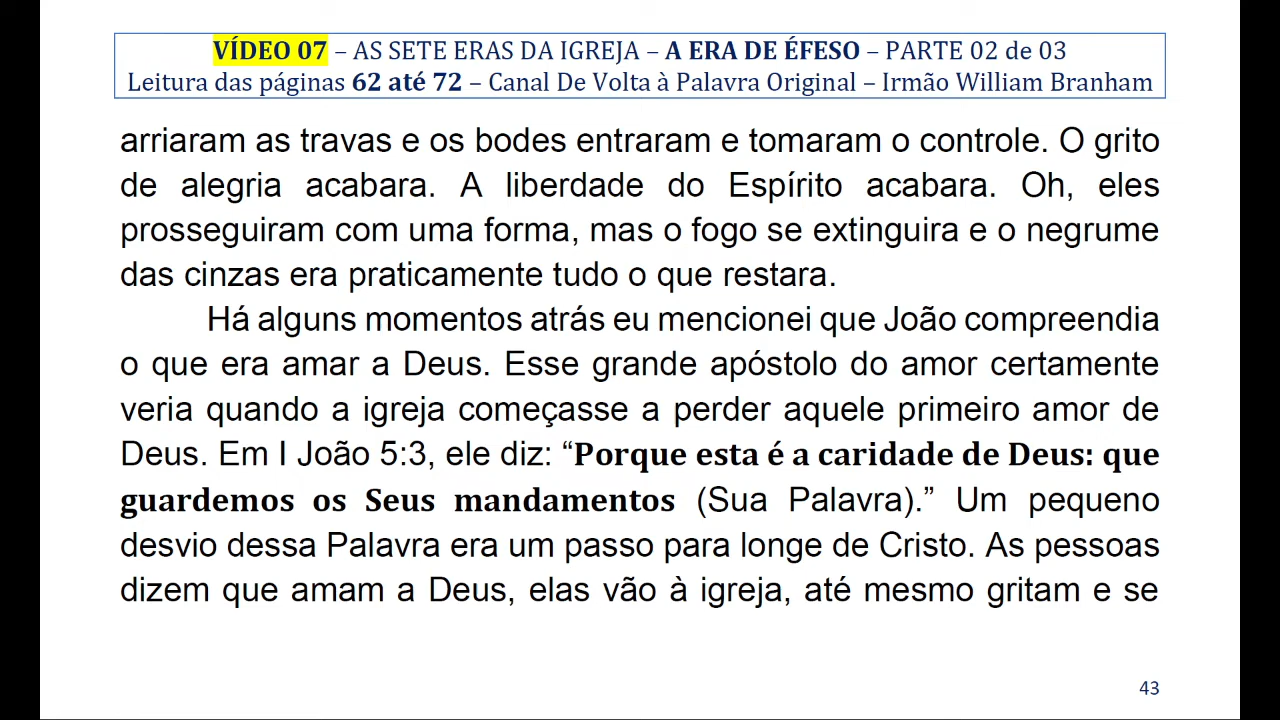 VÍDEO 07 – AS SETE ERAS DA IGREJA – A ERA DE ÉFESO – PARTE 02 de 03
Leitura das páginas 62 até 72 – Canal De Volta à Palavra Original – Irmão William Branham
arriaram as travas e os bodes entraram e tomaram o controle. O grito
de alegria acabara. A liberdade do Espírito acabara. Oh, eles
prosseguiram com uma forma, mas o fogo se extinguira e o negrume
das cinzas era praticamente tudo o que restara.
Há alguns momentos atrás eu mencionei que João compreendia
o que era amar a Deus. Esse grande apóstolo do amor certamente
veria quando a igreja começasse a perder aquele primeiro amor de
Deus. Em I João 5:3, ele diz: “Porque esta é a caridade de Deus: que
guardemos os Seus mandamentos (Sua Palavra).” Um pequeno
desvio dessa Palavra era um passo para longe de Cristo. As pessoas
dizem que amam a Deus, elas vão à igreja, até mesmo gritam e se
43